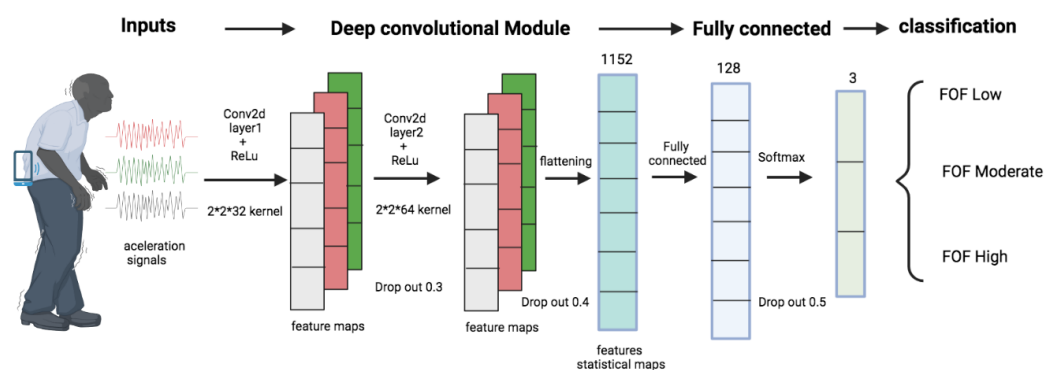 Inputs
Deep convolutional Module
Fully connected
classification
1152
128
3
Conv2d
layer1
+
ReLu
2*2*32 kernel
Conv2d
layer2
+
ReLu
2*2*64 kernel
flattening
Fully
connected
Softmax
FOF Low
FOF Moderate
FOF High
aceleration
signals
Drop out 0.3
Drop out 0.4
Drop out 0.5
feature maps
feature maps
features
statistical maps